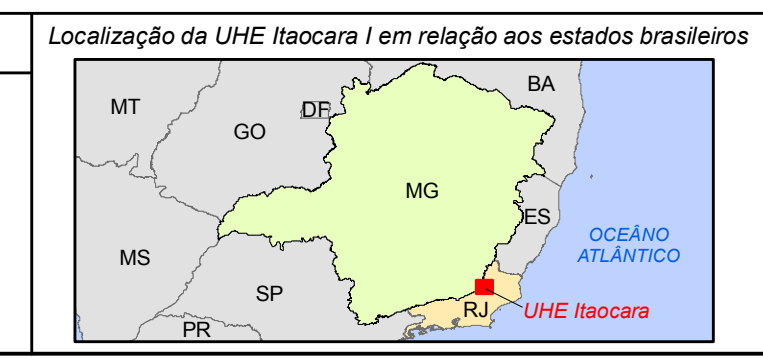 Localização da UHE Itaocara I em relação aos estados brasileiros
BA
MT
DF
GO
MG
ES
OCEÂNO
ATLÂNTICO
MS
SP
RJ
UHE Itaocara
PR